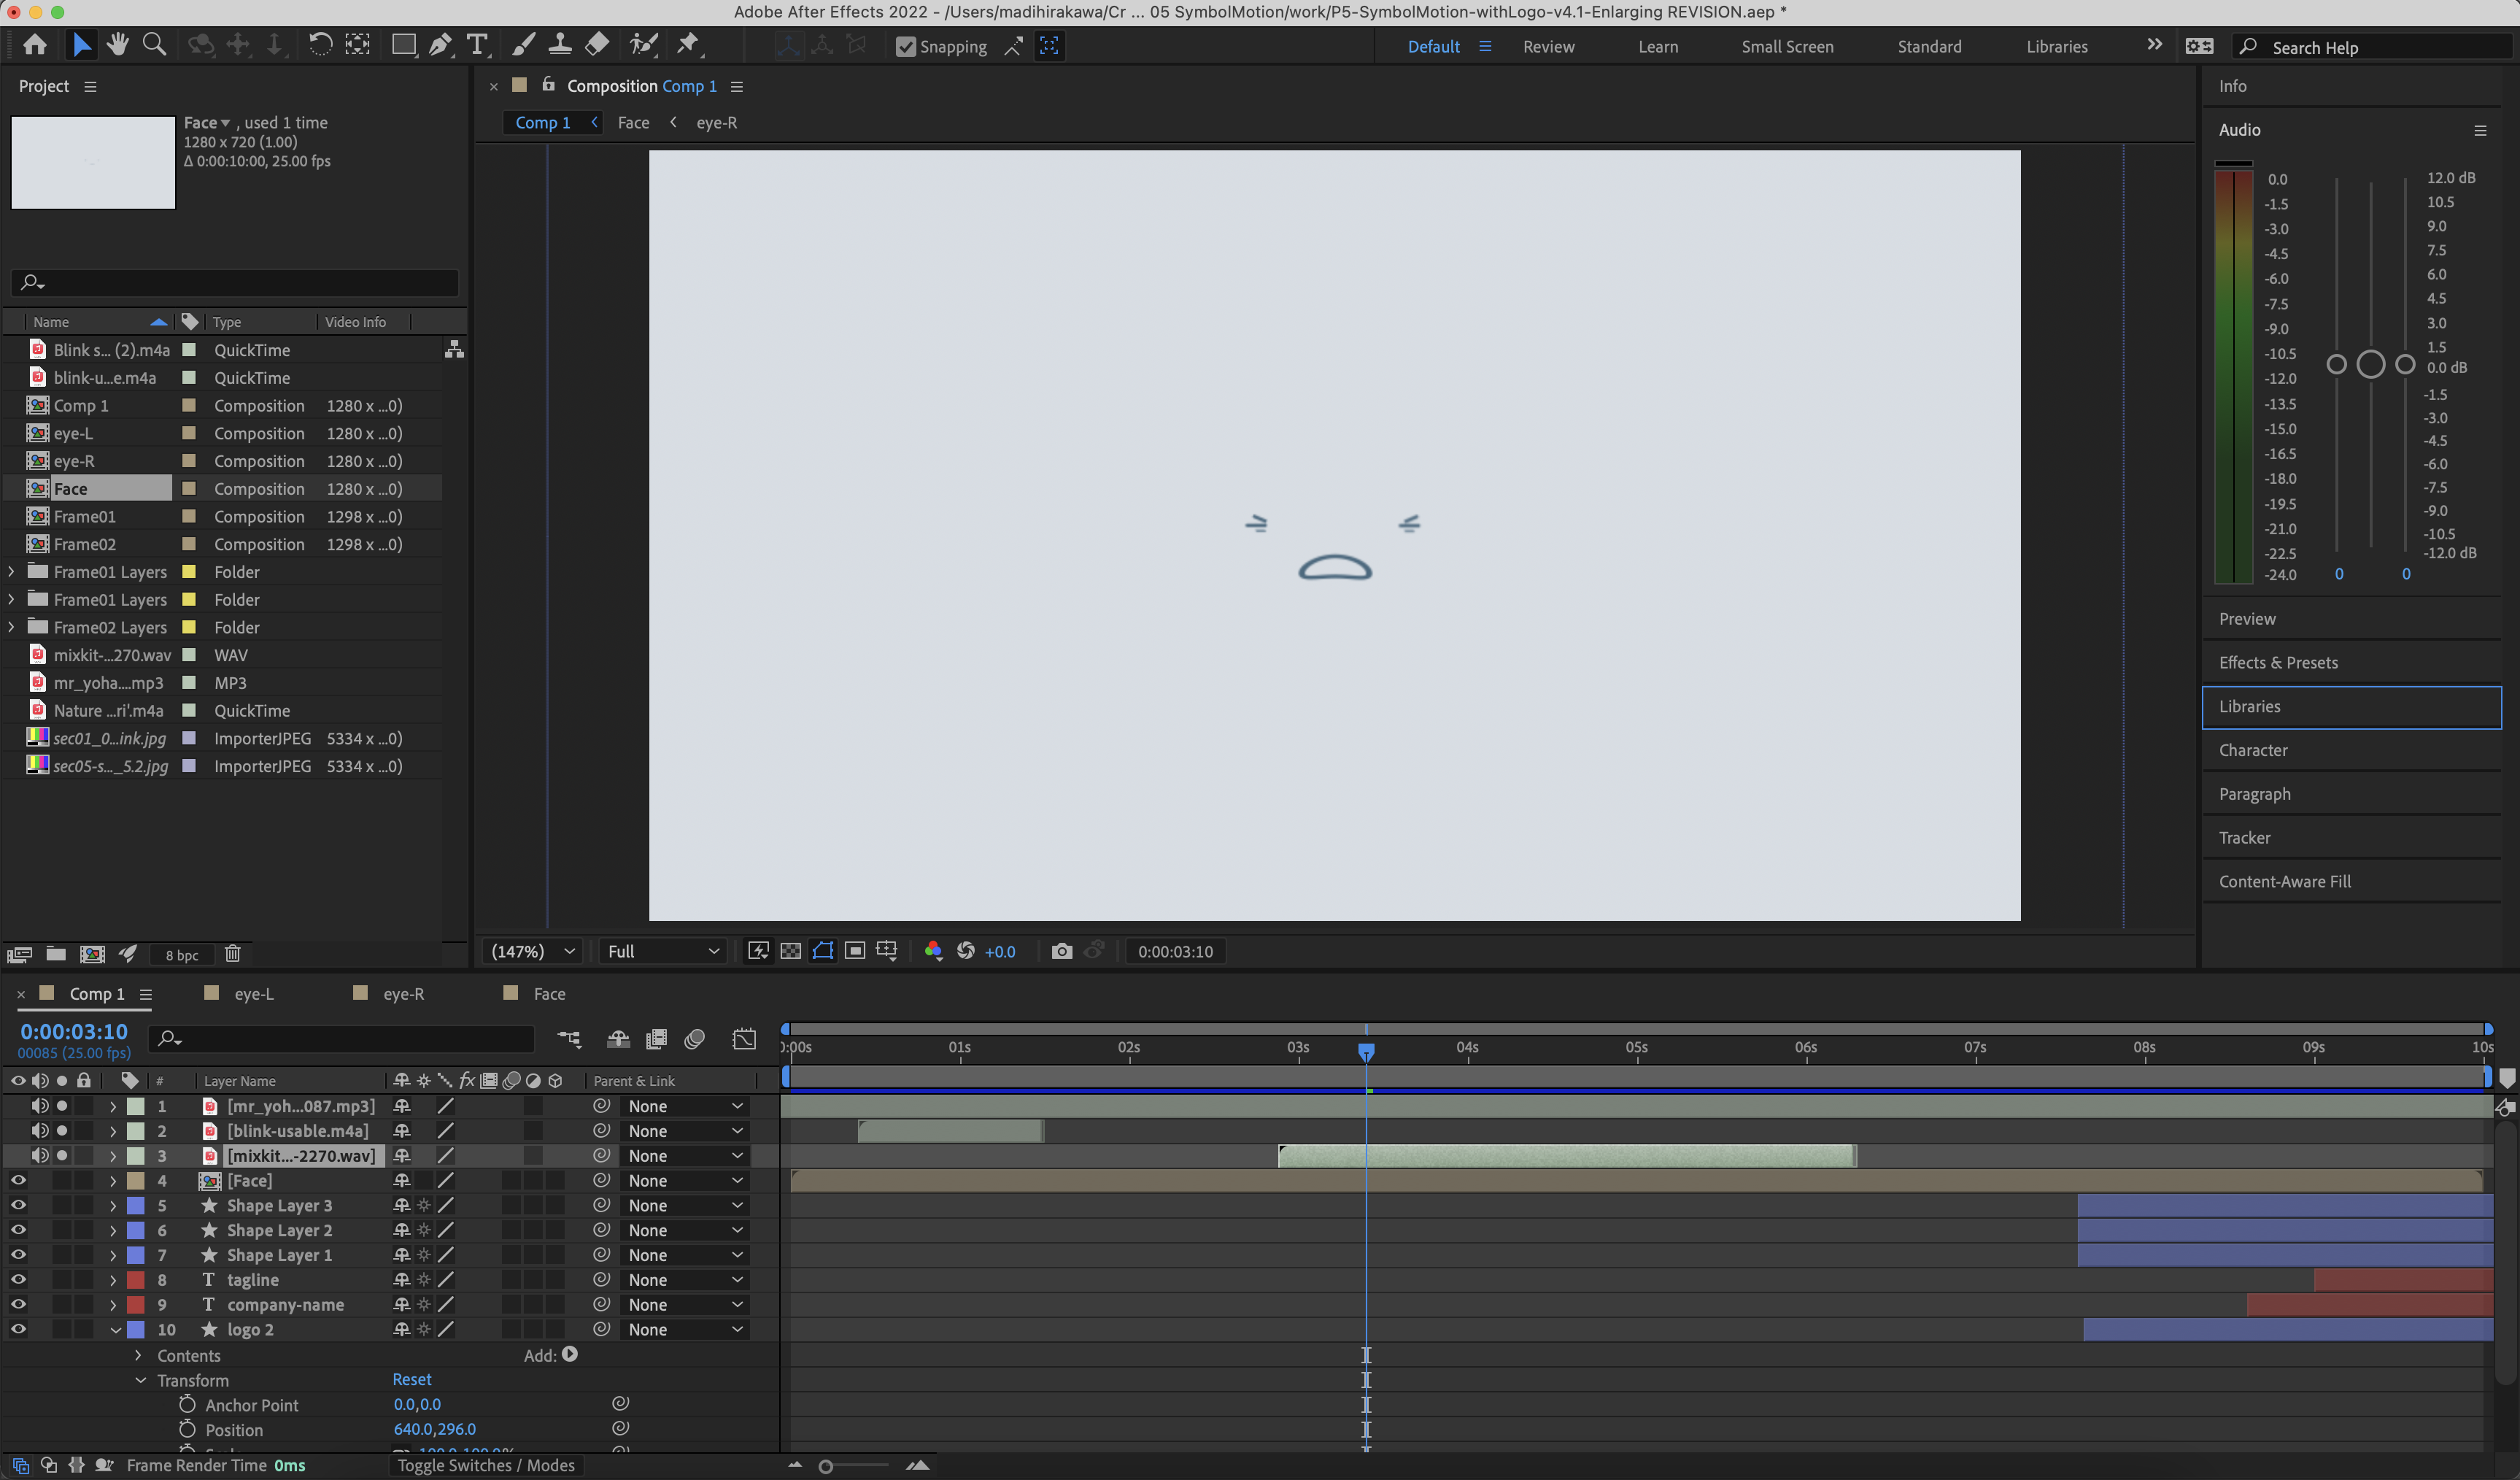 Adobe After Effects 2022 - /Users/madihirakawa/Cr ... 05 SymbolMotion/work/P5-SymbolMotion-withLogo-v4.1-Enlarging REVISION.aep *
Snapping
Default
Review
Learn
Small Screen
Standard
Libraries
Search Help
Project
Face , used 1 time
1280 x 720 (1.00)
Δ 0:00:10:00, 25.00 fps
Name Type Video Info
Blink s... (2).m4a QuickTime
blink-u...e.m4a QuickTime
Comp 1 Composition 1280 x ...0)
eye-L Composition 1280 x ...0)
eye-R Composition 1280 x ...0)
Face Composition 1280 x ...0)
Frame01 Composition 1298 x ...0)
Frame02 Composition 1298 x ...0)
Frame01 Layers Folder
Frame01 Layers Folder
Frame02 Layers Folder
mixkit-...270.wav WAV
mr_yoha....mp3 MP3
Nature ...ri'.m4a QuickTime
sec01_0...ink.jpg ImporterJPEG 5334 x ...0)
sec05-s..._5.2.jpg ImporterJPEG 5334 x ...0)
8 bpc
Composition Comp 1
Comp 1 Face eye-R
(147%) Full +0.0 0:00:03:10
Info
Audio
0.0
-1.5
-3.0
-4.5
-6.0
-7.5
-9.0
-10.5
-12.0
-13.5
-15.0
-16.5
-18.0
-19.5
-21.0
-22.5
-24.0
12.0 dB
10.5
9.0
7.5
6.0
4.5
3.0
1.5
0.0 dB
-1.5
-3.0
-4.5
-6.0
-7.5
-9.0
-10.5
-12.0 dB
0 0
Preview
Effects & Presets
Libraries
Character
Paragraph
Tracker
Content-Aware Fill
Comp 1 eye-L eye-R Face
0:00:03:10
00085 (25.00 fps)
01s 02s 03s 04s 05s 06s 07s 08s 09s 10s
# Layer Name fx Parent & Link
1 [mr_yoh...087.mp3] None
2 [blink-usable.m4a] None
3 [mixkit...-2270.wav] None
4 [Face] None
5 Shape Layer 3 None
6 Shape Layer 2 None
7 Shape Layer 1 None
8 T tagline None
9 T company-name None
10 logo 2 None
Contents Add:
Transform Reset
Anchor Point 0.0,0.0
Position 640.0,296.0
Frame Render Time 0ms Toggle Switches / Modes